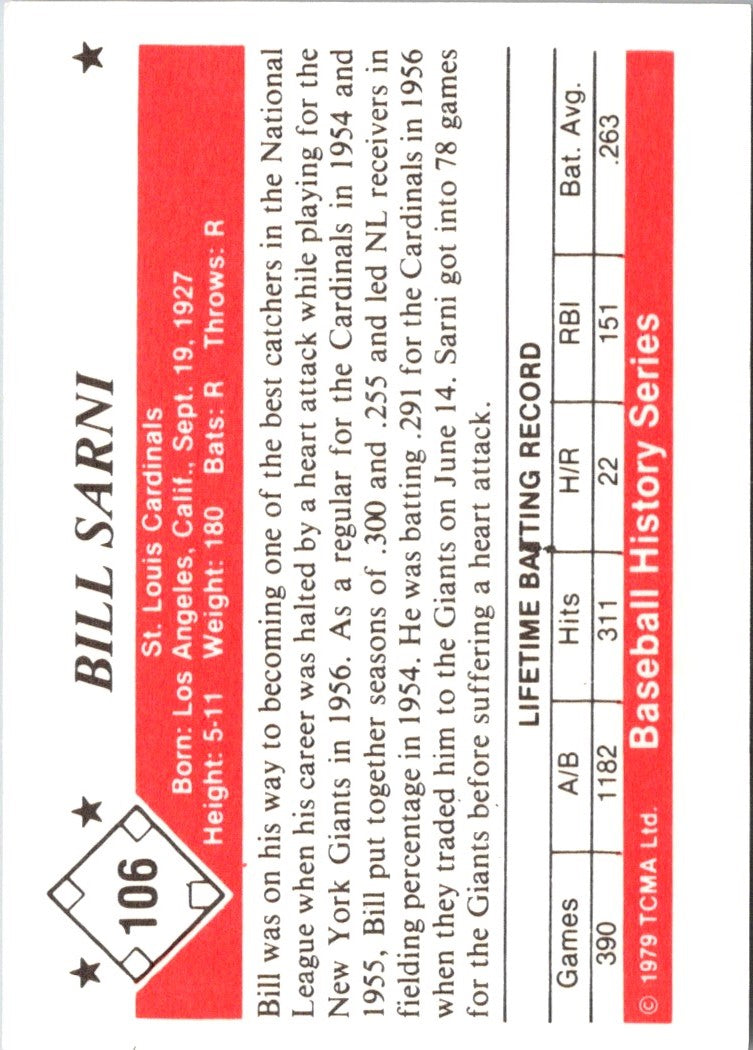 106
BILL SARNI
St. Louis Cardinals
Born: Los Angeles, Calif., Sept. 19, 1927
Height: 5-11 Weight: 180 Bats: R Throws: R
Bill was on his way to becoming one of the best catchers in the National
League when his career was halted by a heart attack while playing for the
New York Giants in 1956. As a regular for the Cardinals in 1954 and
1955, Bill put together seasons of .300 and .255 and led NL receivers in
fielding percentage in 1954. He was batting .291 for the Cardinals in 1956
when they traded him to the Giants on June 14. Sarni got into 78 games
for the Giants before suffering a heart attack.
LIFETIME BATTING RECORD
Games A/B Hits H/R RBI Bat. Avg.
390 1182 311 22 151 .263
© 1979 TCMA Ltd. Baseball History Series